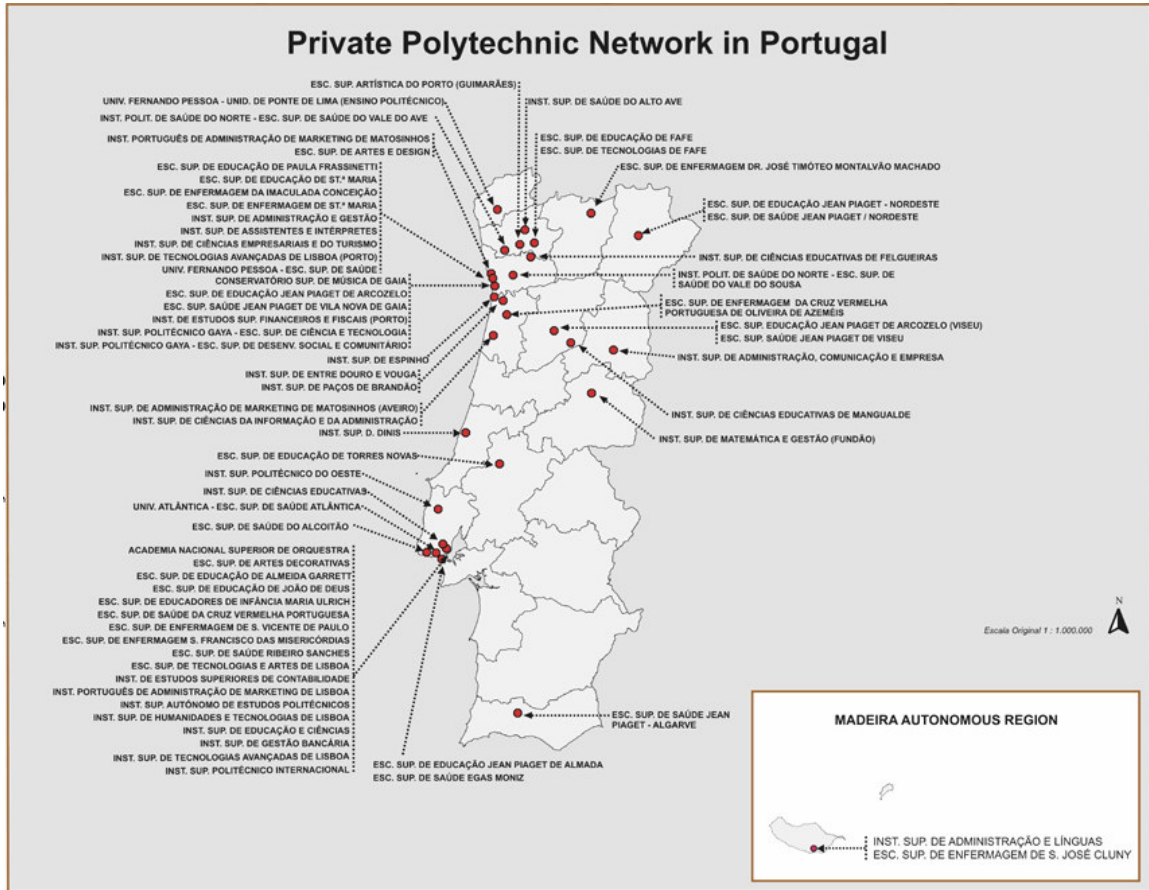 Private Polytechnic Network in Portugal
ESC. SUP. ARTÍSTICA DO PORTO (GUIMARÃES)
UNIV. FERNANDO PESSOA - UNID. DE PONTE DE LIMA (ENSINO POLITÉCNICO)
INST. SUP. DE SAÚDE DO ALTO AVE
INST. POLIT. DE SAÚDE DO NORTE - ESC. SUP. DE SAÚDE DO VALE DO AVE
INST. PORTUGUÊS DE ADMINISTRAÇÃO DE MARKETING DE MATOSINHOS
ESC. SUP. DE ARTES E DESIGN
ESC. SUP. DE EDUCAÇÃO DE FAFE
ESC. SUP. DE TECNOLOGIAS DE FAFE
ESC. SUP. DE ENFERMAGEM DR. JOSÉ TIMÓTEO MONTALVÃO MACHADO
ESC. SUP. DE EDUCAÇÃO DE PAULA FRASSINETTI
ESC. SUP. DE EDUCAÇÃO DE ST.ª MARIA
ESC. SUP. DE ENFERMAGEM DA IMACULADA CONCEIÇÃO
ESC. SUP. DE ENFERMAGEM DE ST.ª MARIA
INST. SUP. DE ADMINISTRAÇÃO E GESTÃO
INST. SUP. DE ASSISTENTES E INTÉRPRETES
INST. SUP. DE CIÊNCIAS EMPRESARIAIS E DO TURISMO
INST. SUP. DE TECNOLOGIAS AVANÇADAS DE LISBOA (PORTO)
UNIV. FERNANDO PESSOA - ESC. SUP. DE SAÚDE
ESC. SUP. DE EDUCAÇÃO JEAN PIAGET - NORDESTE
ESC. SUP. DE SAÚDE JEAN PIAGET / NORDESTE
INST. SUP. DE CIÊNCIAS EDUCATIVAS DE FELGUEIRAS
INST. POLIT. DE SAÚDE DO NORTE - ESC. SUP. DE
SAÚDE DO VALE DO SOUSA
CONSERVATÓRIO SUP. DE MÚSICA DE GAIA
ESC. SUP. DE EDUCAÇÃO JEAN PIAGET DE ARCOZELO
ESC. SUP. SAÚDE JEAN PIAGET DE VILA NOVA DE GAIA
INST. DE ESTUDOS SUP. FINANCEIROS E FISCAIS (PORTO)
INST. SUP. POLITÉCNICO GAYA - ESC. SUP. DE CIÊNCIA E TECNOLOGIA
INST. SUP. POLITÉCNICO GAYA - ESC. SUP. DE DESENV. SOCIAL E COMUNITÁRIO
ESC. SUP. DE ENFERMAGEM DA CRUZ VERMELHA
PORTUGUESA DE OLIVEIRA DE AZEMÉIS
ESC. SUP. EDUCAÇÃO JEAN PIAGET DE ARCOZELO (VISEU)
ESC. SUP. SAÚDE JEAN PIAGET DE VISEU
INST. SUP. DE ADMINISTRAÇÃO, COMUNICAÇÃO E EMPRESA
INST. SUP. DE ESPINHO
INST. SUP. DE ENTRE DOURO E VOUGA
INST. SUP. DE PAÇOS DE BRANDÃO
INST. SUP. DE ADMINISTRAÇÃO DE MARKETING DE MATOSINHOS (AVEIRO)
INST. SUP. DE CIÊNCIAS DA INFORMAÇÃO E DA ADMINISTRAÇÃO
INST. SUP. D. DINIS
INST. SUP. DE CIÊNCIAS EDUCATIVAS DE MANGUALDE
INST. SUP. DE MATEMÁTICA E GESTÃO (FUNDÃO)
ESC. SUP. DE EDUCAÇÃO DE TORRES NOVAS
INST. SUP. POLITÉCNICO DO OESTE
INST. SUP. DE CIÊNCIAS EDUCATIVAS
UNIV. ATLÂNTICA - ESC. SUP. DE SAÚDE ATLÂNTICA
ESC. SUP. DE SAÚDE DO ALCOITÃO
ACADEMIA NACIONAL SUPERIOR DE ORQUESTRA
ESC. SUP. DE ARTES DECORATIVAS
ESC. SUP. DE EDUCAÇÃO DE ALMEIDA GARRETT
ESC. SUP. DE EDUCAÇÃO DE JOÃO DE DEUS
ESC. SUP. DE EDUCADORES DE INFÂNCIA MARIA ULRICH
ESC. SUP. DE SAÚDE DA CRUZ VERMELHA PORTUGUESA
ESC. SUP. DE ENFERMAGEM DE S. VICENTE DE PAULO
ESC. SUP. DE ENFERMAGEM S. FRANCISCO DAS MISERICÓRDIAS
ESC. SUP. DE SAÚDE RIBEIRO SANCHES
ESC. SUP. DE TECNOLOGIAS E ARTES DE LISBOA
INST. DE ESTUDOS SUPERIORES DE CONTABILIDADE
INST. PORTUGUÊS DE ADMINISTRAÇÃO DE MARKETING DE LISBOA
INST. SUP. AUTÓNOMO DE ESTUDOS POLITÉCNICOS
INST. SUP. DE HUMANIDADES E TECNOLOGIAS DE LISBOA
INST. SUP. DE EDUCAÇÃO E CIÊNCIAS
INST. SUP. DE GESTÃO BANCÁRIA
INST. SUP. DE TECNOLOGIAS AVANÇADAS DE LISBOA
INST. SUP. POLITÉCNICO INTERNACIONAL
ESC. SUP. DE EDUCAÇÃO JEAN PIAGET DE ALMADA
ESC. SUP. DE SAÚDE EGAS MONIZ
ESC. SUP. DE SAÚDE JEAN
PIAGET - ALGARVE
N
Escala Original 1 : 1.000.000
MADEIRA AUTONOMOUS REGION
INST. SUP. DE ADMINISTRAÇÃO E LÍNGUAS
ESC. SUP. DE ENFERMAGEM DE S. JOSÉ CLUNY